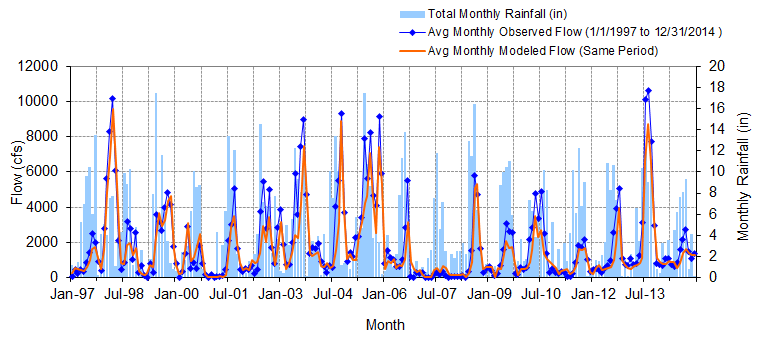 Total Monthly Rainfall (in)
Avg Monthly Observed Flow (1/1/1997 to 12/31/2014 )
Avg Monthly Modeled Flow (Same Period)
12000
10000
8000
6000
4000
2000
0
Flow (cfs)
20
18
16
14
12
10
8
6
4
2
0
Monthly Rainfall (in)
Jan-97 Jul-98 Jan-00 Jul-01 Jan-03 Jul-04 Jan-06 Jul-07 Jan-09 Jul-10 Jan-12 Jul-13
Month